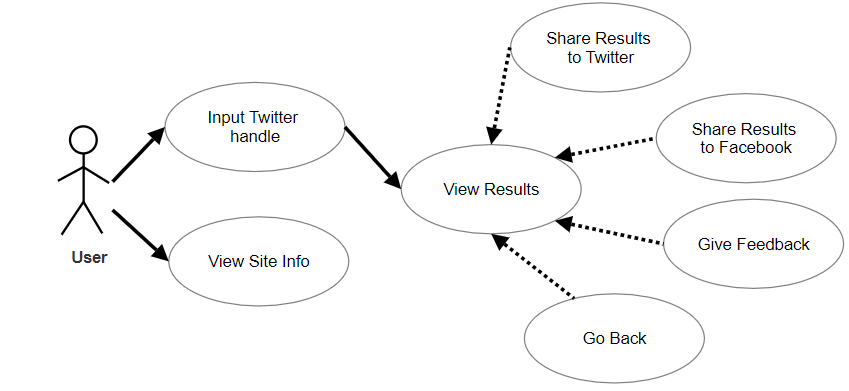 Share Results
to Twitter
Input Twitter
handle
Share Results
to Facebook
View Results
User
View Site Info
Give Feedback
Go Back